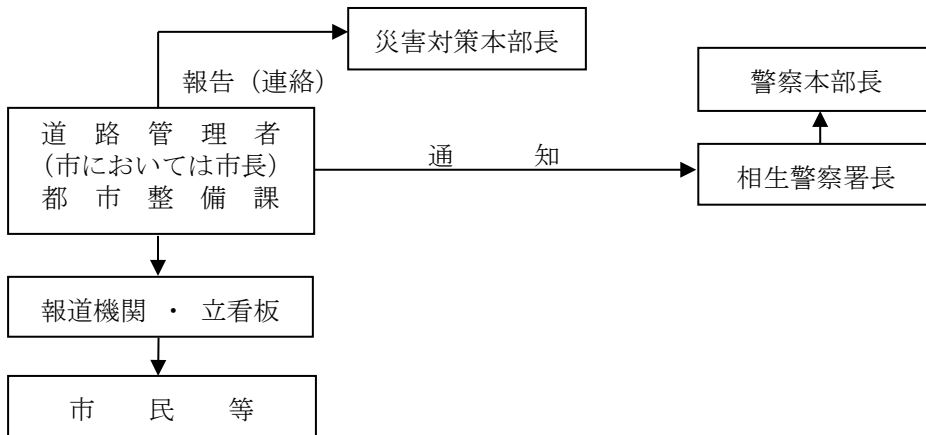 災害対策本部長
報告（連絡）
警察本部長
道　路　管　理　者
（市においては市長）
都　市　整　備　課
通　　　知
相生警察署長
報道機関　・　立看板
市　　民　　等